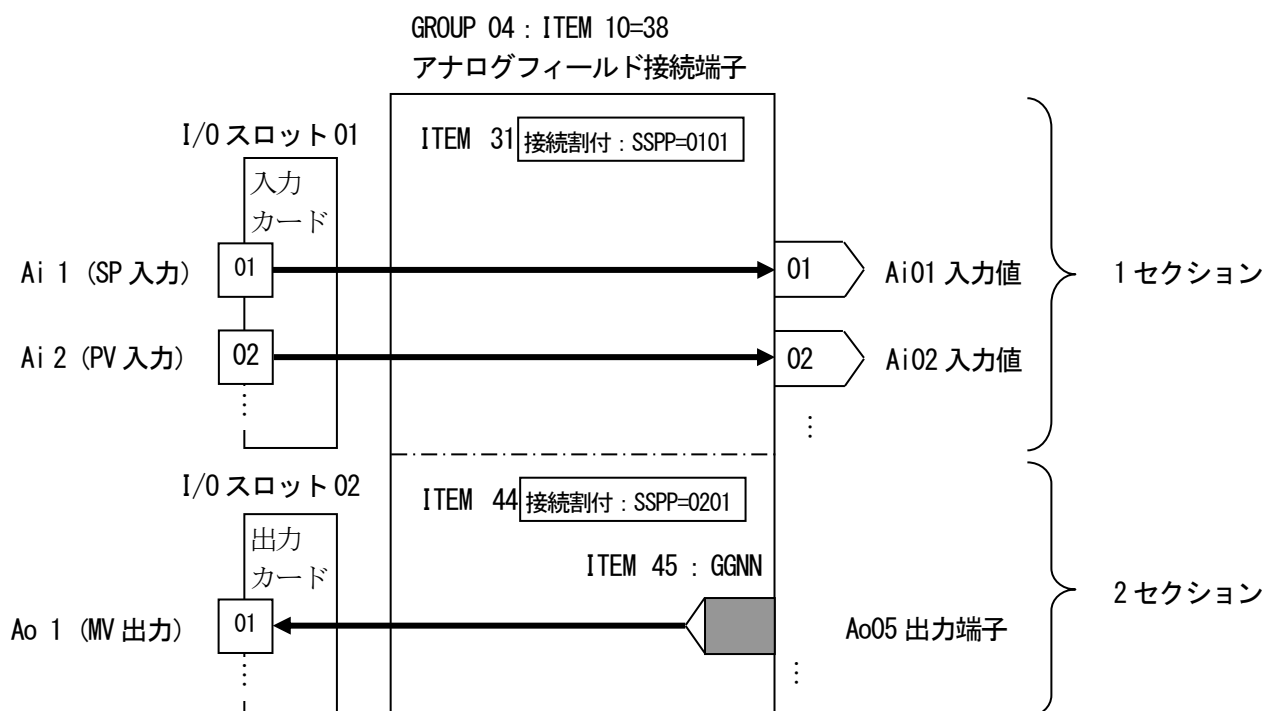 GROUP 04 : ITEM 10=38
アナログフィールド接続端子
I/O スロット 01
ITEM 31 接続割付 : SSPP=0101
入力
カード
Ai 1 (SP 入力) 01 01 Ai01 入力値
1 セクション
Ai 2 (PV 入力) 02 02 Ai02 入力値
⋮ ⋮
I/O スロット 02
ITEM 44 接続割付 : SSPP=0201
出力
カード
ITEM 45 : GGNN
2 セクション
Ao 1 (MV 出力) 01 Ao05 出力端子
⋮ ⋮